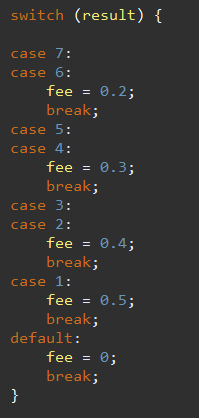 switch (result) {
case 7:
case 6:
fee = 0.2;
break;
case 5:
case 4:
fee = 0.3;
break;
case 3:
case 2:
fee = 0.4;
break;
case 1:
fee = 0.5;
break;
default:
fee = 0;
break;
}